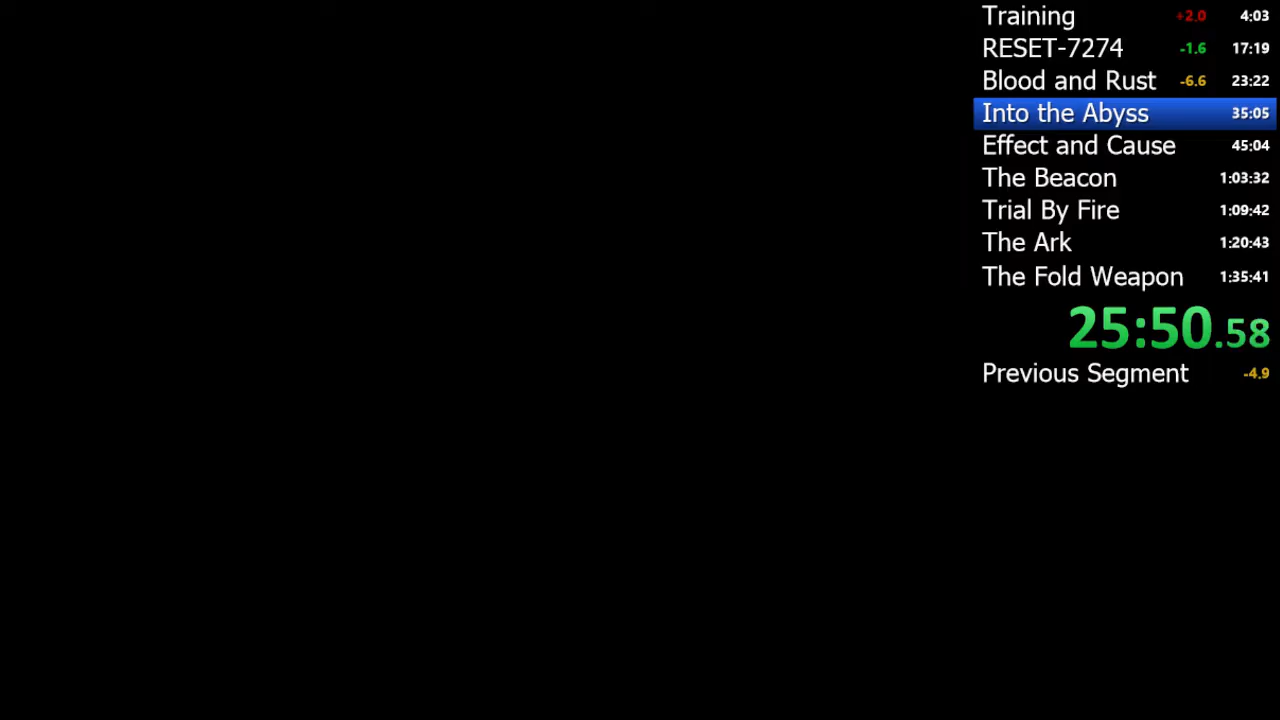 Training +2.0 4:03
RESET-7274 -1.6 17:19
Blood and Rust -6.6 23:22
Into the Abyss 35:05
Effect and Cause 45:04
The Beacon 1:03:32
Trial By Fire 1:09:42
The Ark 1:20:43
The Fold Weapon 1:35:41
25:50.58
Previous Segment -4.9